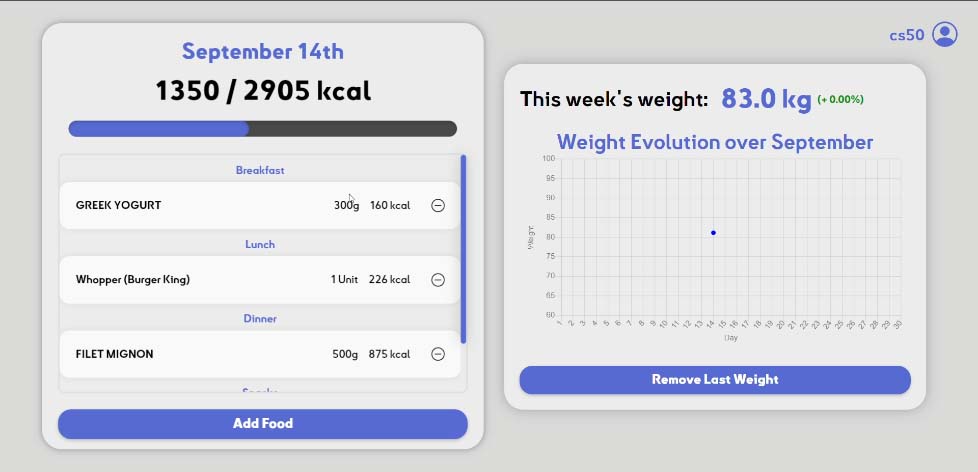 September 14th
1350 / 2905 kcal
Breakfast
GREEK YOGURT 300g 160 kcal
Lunch
Whopper (Burger King) 1 Unit 226 kcal
Dinner
FILET MIGNON 500g 875 kcal
Snacks
Add Food
cs50
This week's weight: 83.0 kg (+ 0.00%)
Weight Evolution over September
100
95
90
85
80
75
70
65
60
Weight
1 2 3 4 5 6 7 8 9 10 11 12 13 14 15 16 17 18 19 20 21 22 23 24 25 26 27 28 29 30
Day
Remove Last Weight